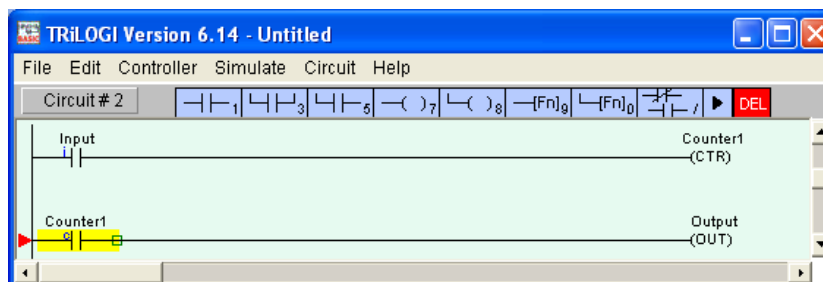 TRiLOGI Version 6.14 - Untitled
File Edit Controller Simulate Circuit Help
Circuit # 2 1 3 5 ( )7 ( )8 [Fn]9 [Fn]0 / DEL
Input Counter1
i (CTR)
Counter1 Output
c (OUT)